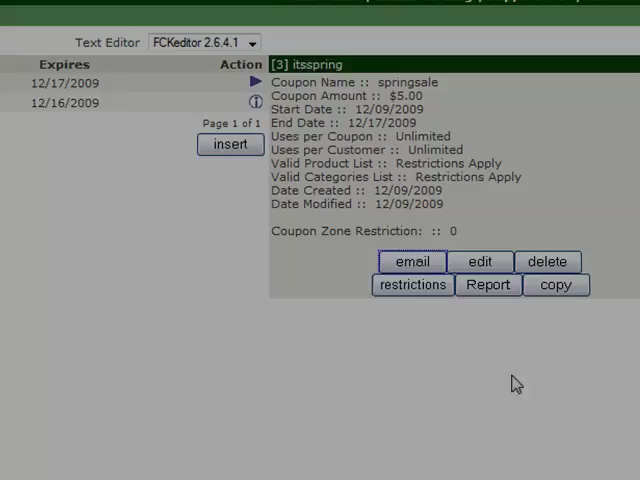 Text Editor FCKeditor 2.6.4.1
Expires Action [3] itsspring
12/17/2009
12/16/2009
Page 1 of 1
insert
Coupon Name :: springsale
Coupon Amount :: $5.00
Start Date :: 12/09/2009
End Date :: 12/17/2009
Uses per Coupon :: Unlimited
Uses per Customer :: Unlimited
Valid Product List :: Restrictions Apply
Valid Categories List :: Restrictions Apply
Date Created :: 12/09/2009
Date Modified :: 12/09/2009
Coupon Zone Restriction: :: 0
email edit delete
restrictions Report copy